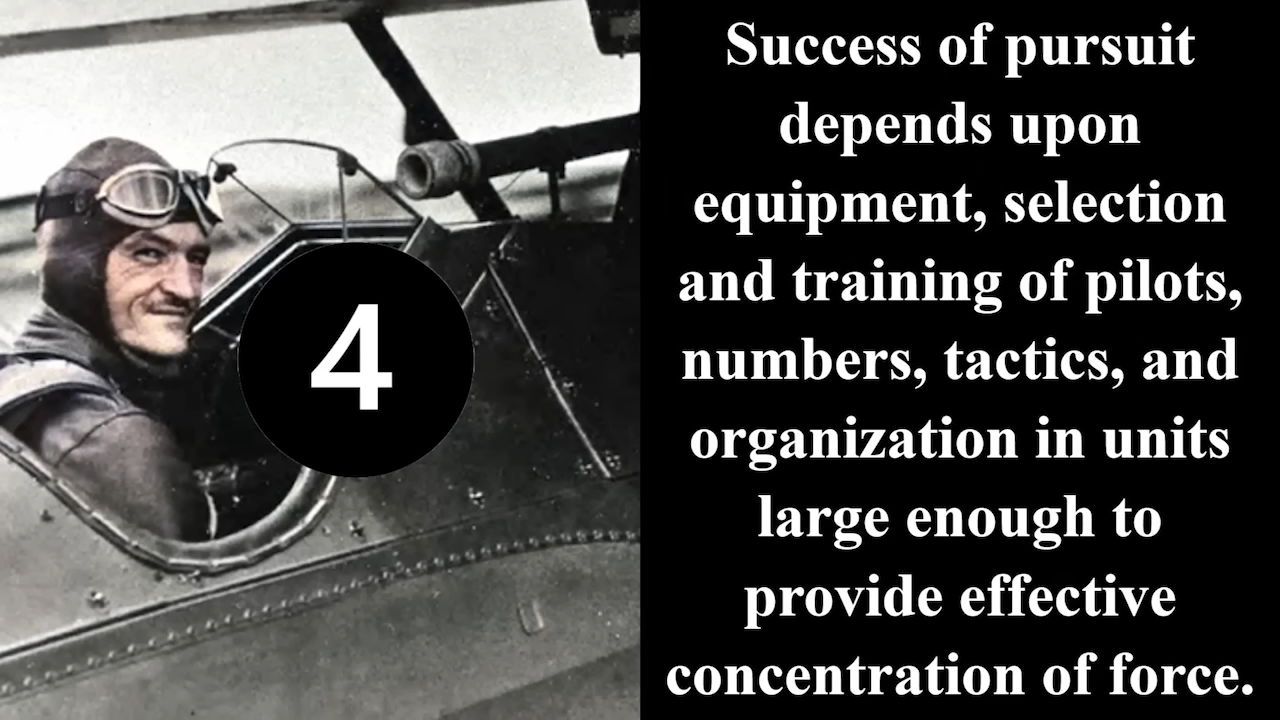 4
Success of pursuit
depends upon
equipment, selection
and training of pilots,
numbers, tactics, and
organization in units
large enough to
provide effective
concentration of force.